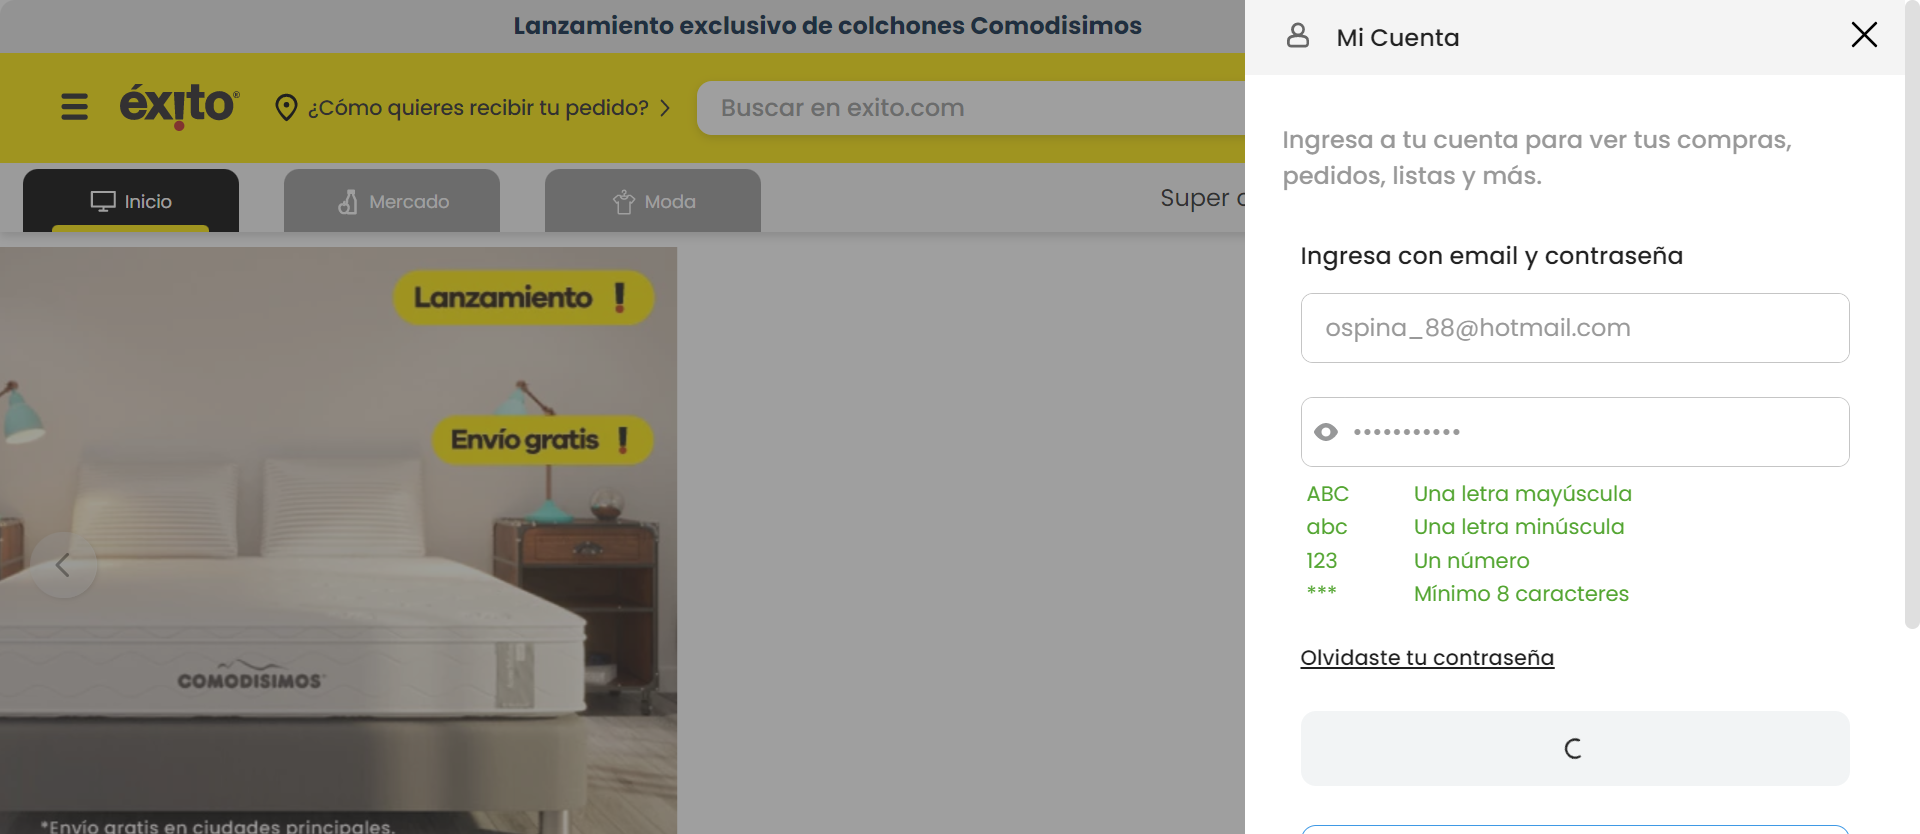 Lanzamiento exclusivo de colchones Comodisimos
éxito®
¿Cómo quieres recibir tu pedido?
Buscar en exito.com
Inicio
Mercado
Moda
Super
Lanzamiento !
Envío gratis !
COMODISIMOS
*Envío gratis en ciudades principales.
Mi Cuenta
Ingresa a tu cuenta para ver tus compras,
pedidos, listas y más.
Ingresa con email y contraseña
ospina_88@hotmail.com
•••••••••••
ABC Una letra mayúscula
abc Una letra minúscula
123 Un número
*** Mínimo 8 caracteres
Olvidaste tu contraseña